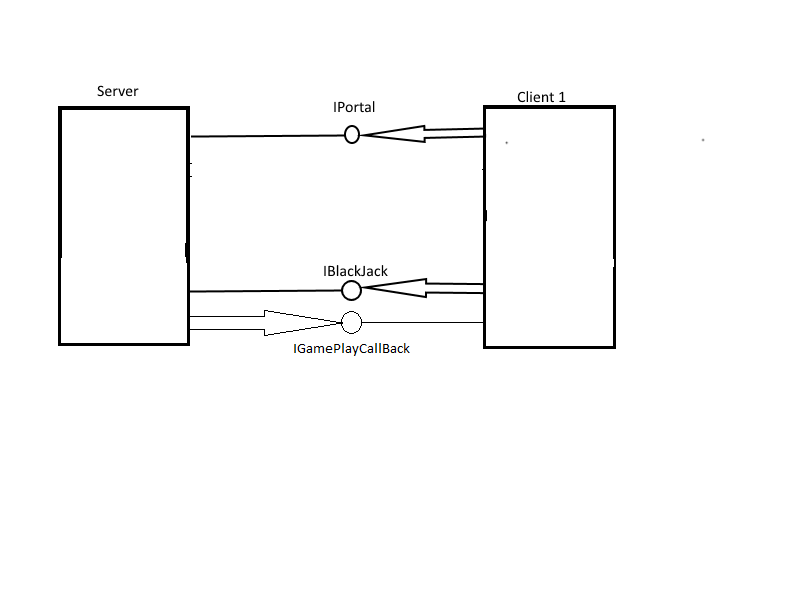 Server
Client 1
IPortal
IBlackJack
IGamePlayCallBack